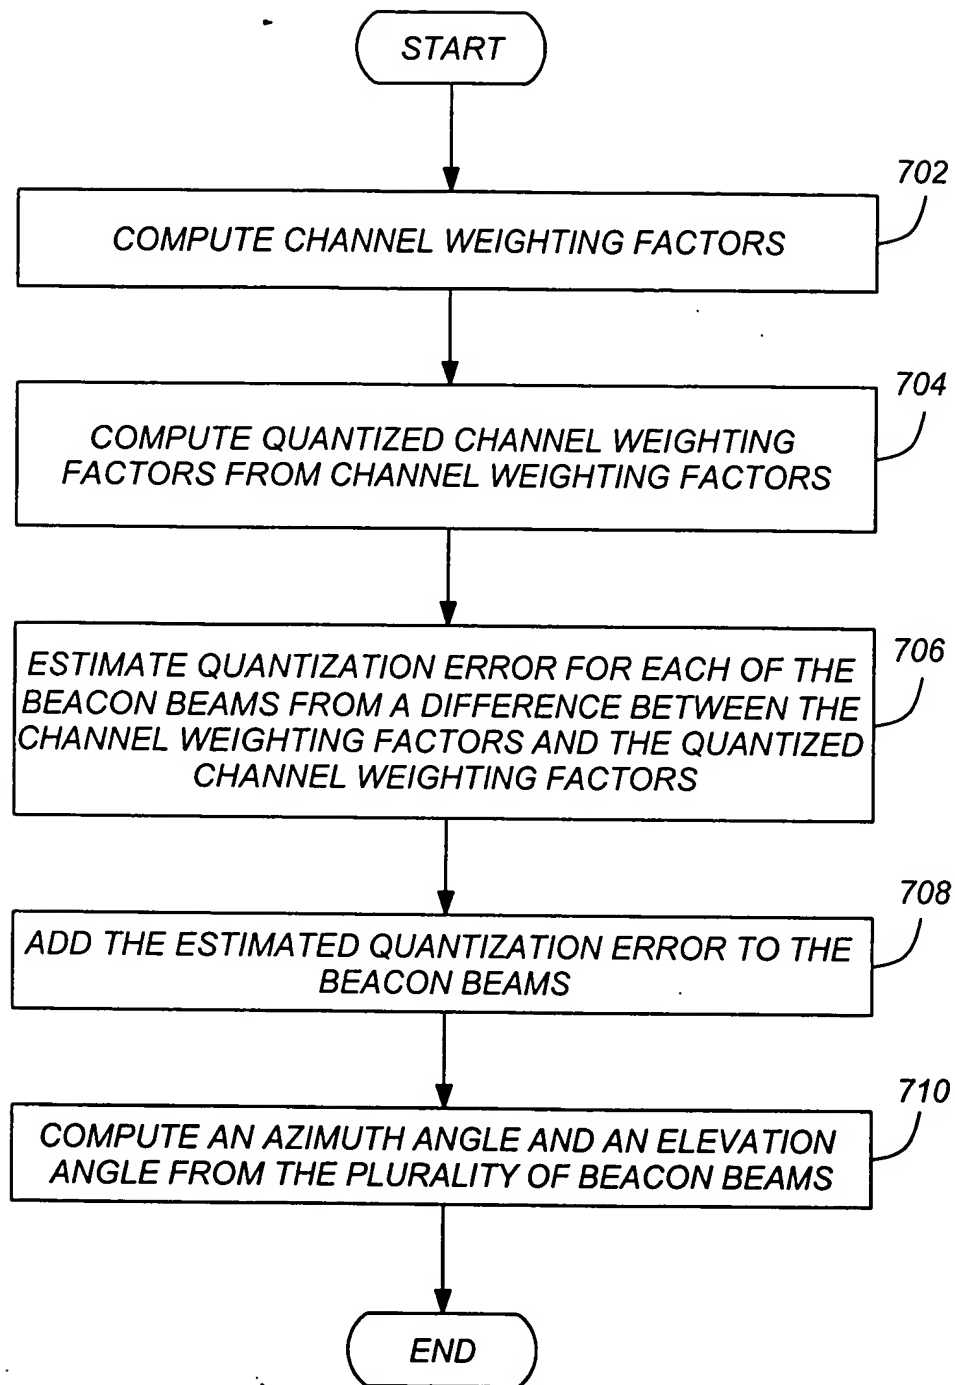 START
702
COMPUTE CHANNEL WEIGHTING FACTORS
704
COMPUTE QUANTIZED CHANNEL WEIGHTING
FACTORS FROM CHANNEL WEIGHTING FACTORS
706
ESTIMATE QUANTIZATION ERROR FOR EACH OF THE
BEACON BEAMS FROM A DIFFERENCE BETWEEN THE
CHANNEL WEIGHTING FACTORS AND THE QUANTIZED
CHANNEL WEIGHTING FACTORS
708
ADD THE ESTIMATED QUANTIZATION ERROR TO THE
BEACON BEAMS
710
COMPUTE AN AZIMUTH ANGLE AND AN ELEVATION
ANGLE FROM THE PLURALITY OF BEACON BEAMS
END